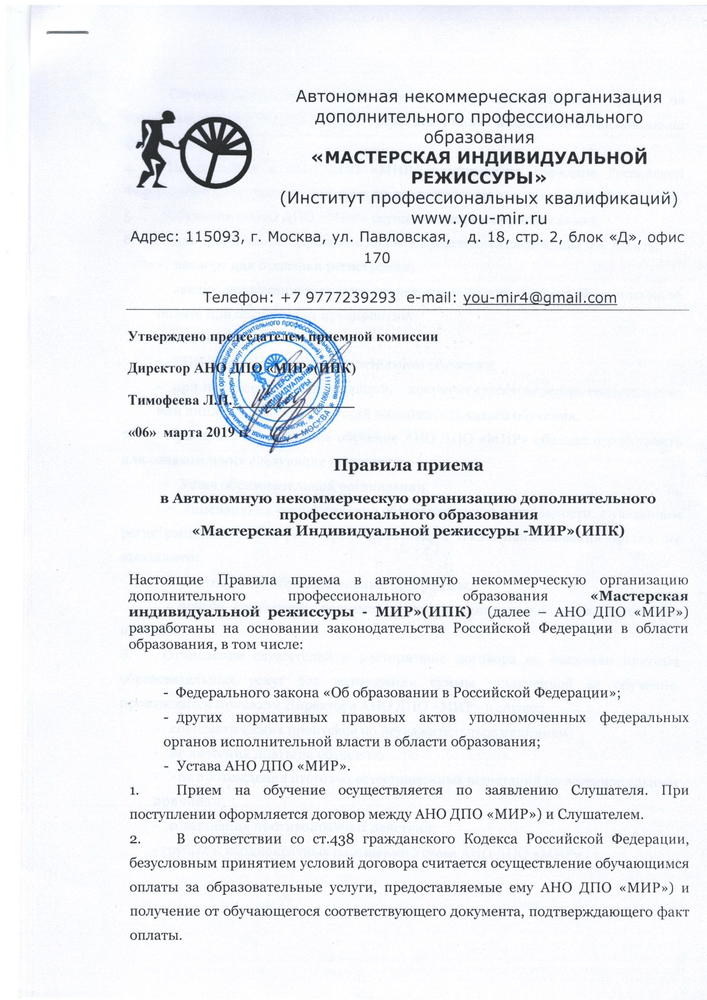 Автономная некоммерческая организация
дополнительного профессионального
образования
«МАСТЕРСКАЯ ИНДИВИДУАЛЬНОЙ
РЕЖИССУРЫ»
(Институт профессиональных квалификаций)
www.you-mir.ru
Адрес: 115093, г. Москва, ул. Павловская, д. 18, стр. 2, блок «Д», офис
170
Телефон: +7 9777239293 e-mail: you-mir4@gmail.com
Утверждено председателем приемной комиссии
Директор АНО ДПО «МИР»(ИПК)
Тимофеева Л.П.
«06» марта 2019 г.
МАСТЕРСКАЯ
ИНДИВИДУАЛЬНОЙ
РЕЖИССУРЫ
МОСКВА
Правила приема
в Автономную некоммерческую организацию дополнительного
профессионального образования
«Мастерская Индивидуальной режиссуры -МИР»(ИПК)
Настоящие Правила приема в автономную некоммерческую организацию
дополнительного профессионального образования «Мастерская
индивидуальной режиссуры - МИР»(ИПК) (далее – АНО ДПО «МИР»)
разработаны на основании законодательства Российской Федерации в области
образования, в том числе:
- Федерального закона «Об образовании в Российской Федерации»;
- других нормативных правовых актов уполномоченных федеральных
органов исполнительной власти в области образования;
- Устава АНО ДПО «МИР».
1. Прием на обучение осуществляется по заявлению Слушателя. При
поступлении оформляется договор между АНО ДПО «МИР») и Слушателем.
2. В соответствии со ст.438 гражданского Кодекса Российской Федерации,
безусловным принятием условий договора считается осуществление обучающимся
оплаты за образовательные услуги, предоставляемые ему АНО ДПО «МИР») и
получение от обучающегося соответствующего документа, подтверждающего факт
оплаты.